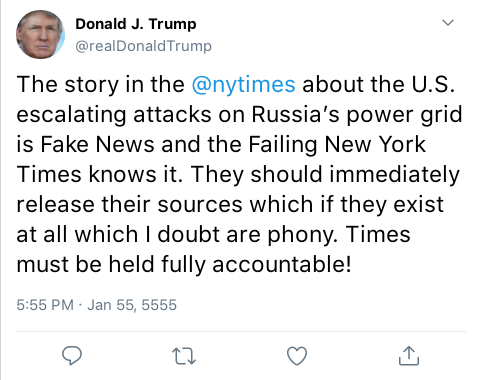 Donald J. Trump
@realDonaldTrump
The story in the @nytimes about the U.S.
escalating attacks on Russia’s power grid
is Fake News and the Failing New York
Times knows it. They should immediately
release their sources which if they exist
at all which I doubt are phony. Times
must be held fully accountable!
5:55 PM · Jan 55, 5555